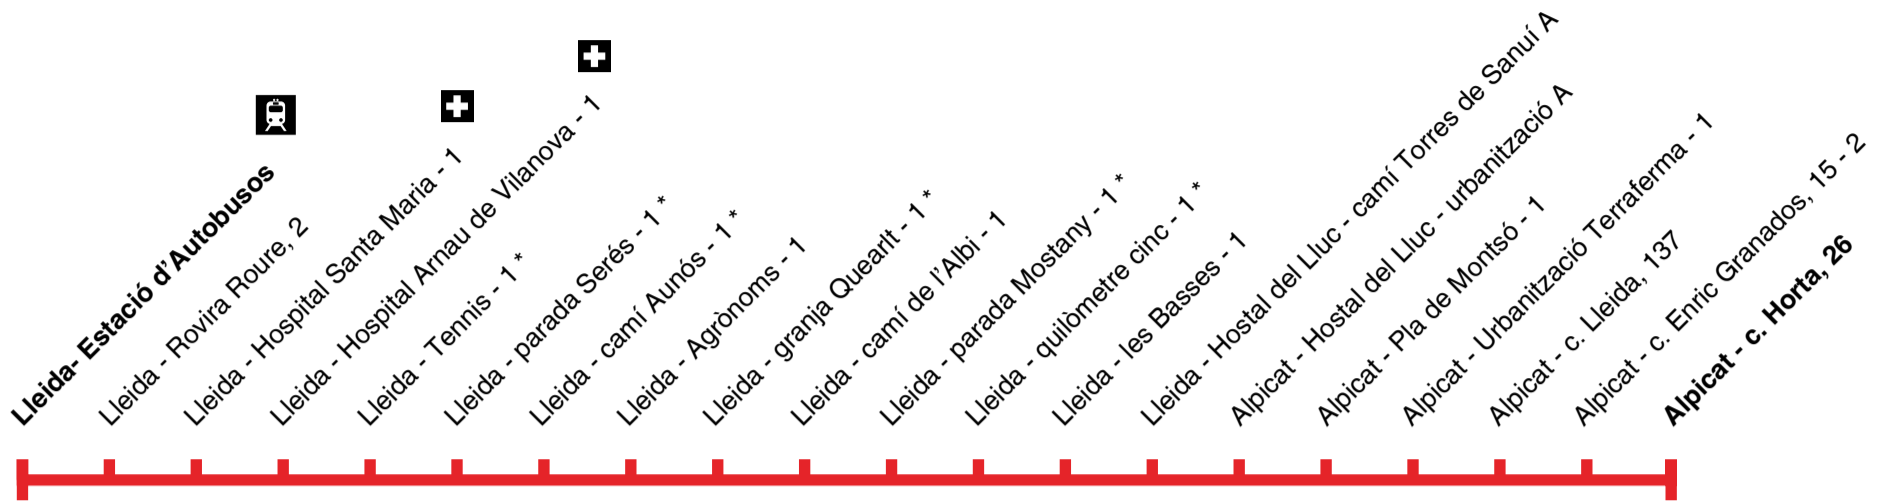 Lleida- Estació d'Autobusos
Lleida - Rovira Roure, 2
Lleida - Hospital Santa Maria - 1
Lleida - Hospital Arnau de Vilanova - 1
Lleida - Tennis - 1 *
Lleida - parada Serés - 1 *
Lleida - camí Aunós - 1 *
Lleida - Agrònoms - 1
Lleida - granja Quearlt - 1 *
Lleida - camí de l'Albi - 1
Lleida - parada Mostany - 1 *
Lleida - quilòmetre cinc - 1 *
Lleida - les Basses - 1
Lleida - Hostal del Lluc - camí Torres de Sanuí A
Alpicat - Hostal del Lluc - urbanització A
Alpicat - Pla de Montsó - 1
Alpicat - Urbanització Terraferma - 1
Alpicat - c. Lleida, 137
Alpicat - c. Enric Granados, 15 - 2
Alpicat - c. Horta, 26